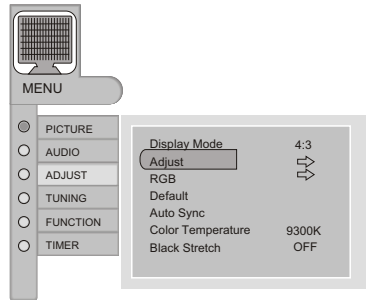 MENU
PICTURE
AUDIO
ADJUST
TUNING
FUNCTION
TIMER
Display Mode 4:3
Adjust
RGB
Default
Auto Sync
Color Temperature 9300K
Black Stretch OFF